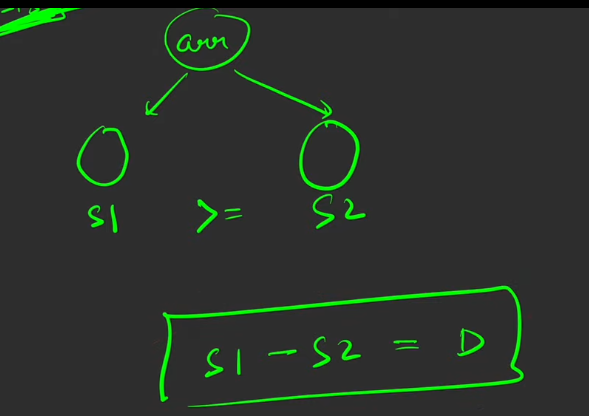 arr
S1 >= S2
S1 - S2 = D